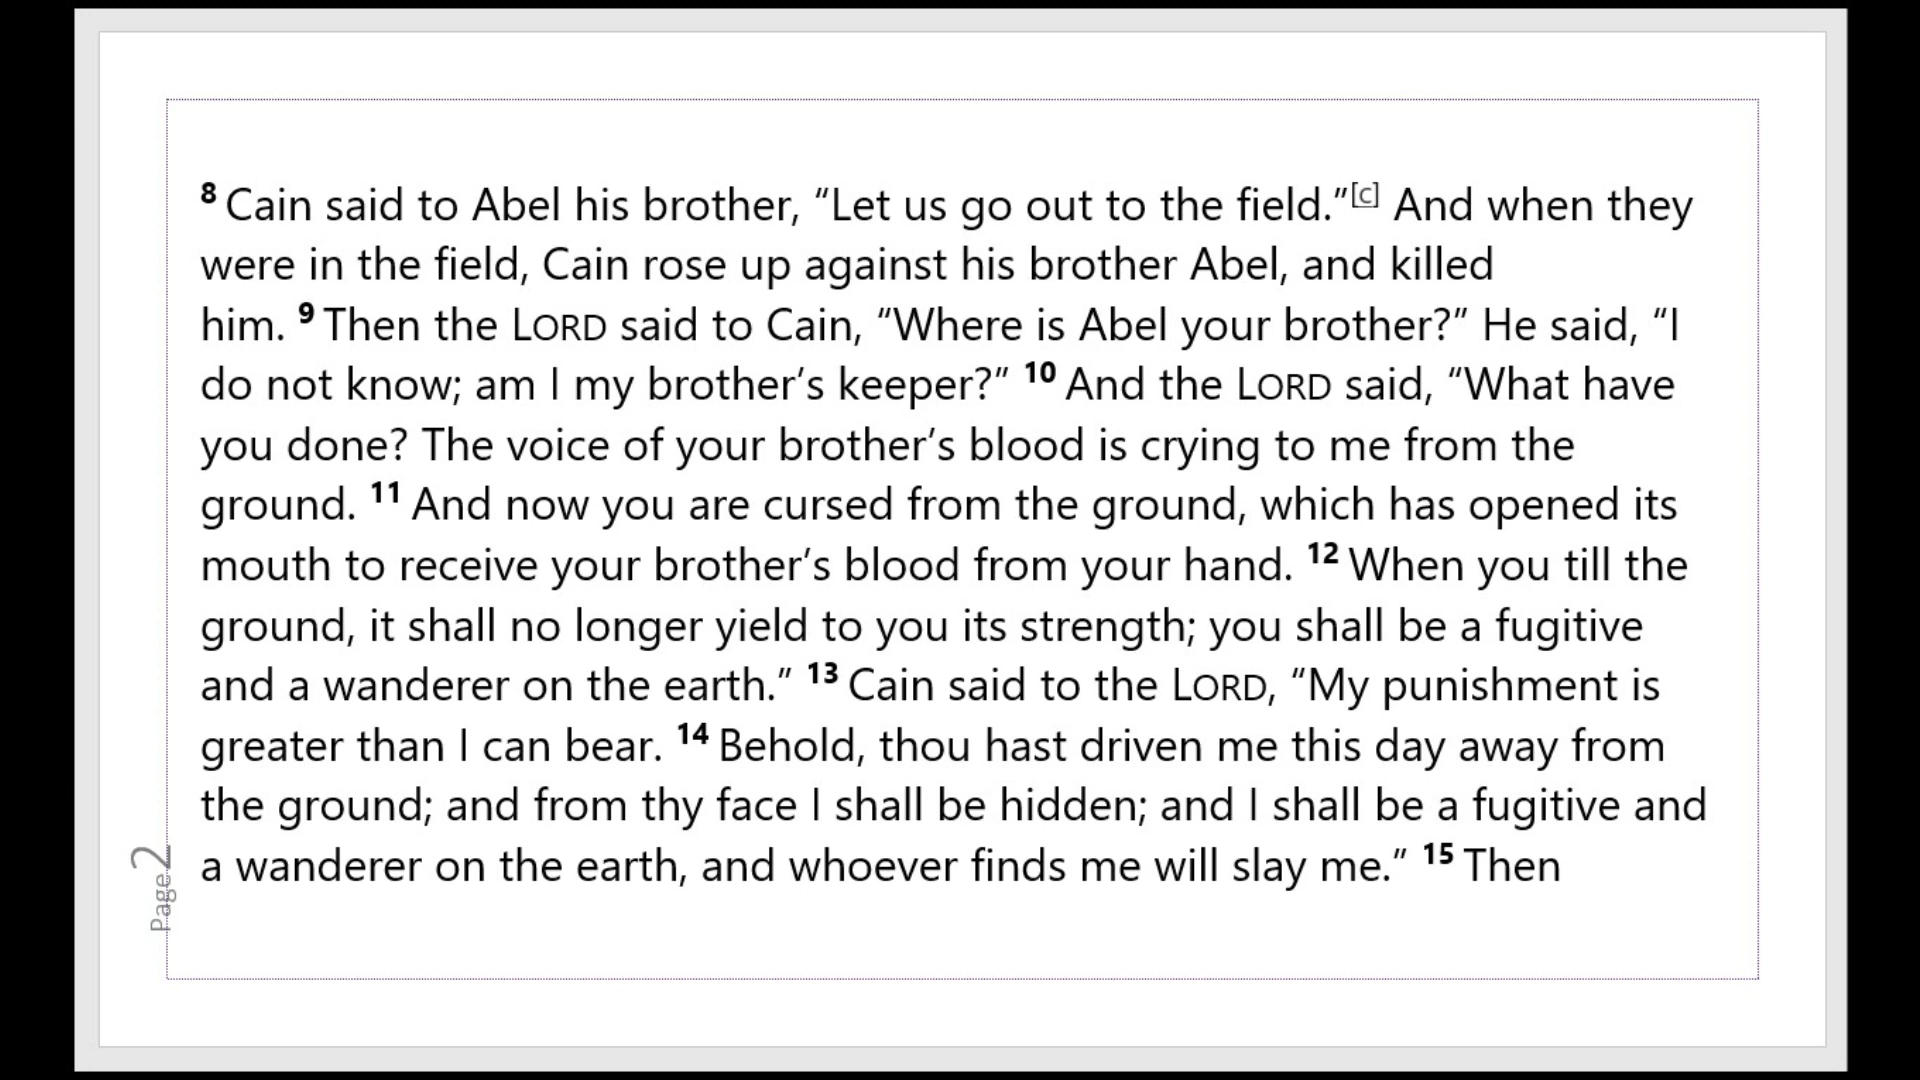 8 Cain said to Abel his brother, “Let us go out to the field.”[c] And when they
were in the field, Cain rose up against his brother Abel, and killed
him. 9 Then the LORD said to Cain, “Where is Abel your brother?” He said, “I
do not know; am I my brother’s keeper?” 10 And the LORD said, “What have
you done? The voice of your brother’s blood is crying to me from the
ground. 11 And now you are cursed from the ground, which has opened its
mouth to receive your brother’s blood from your hand. 12 When you till the
ground, it shall no longer yield to you its strength; you shall be a fugitive
and a wanderer on the earth.” 13 Cain said to the LORD, “My punishment is
greater than I can bear. 14 Behold, thou hast driven me this day away from
the ground; and from thy face I shall be hidden; and I shall be a fugitive and
a wanderer on the earth, and whoever finds me will slay me.” 15 Then
Page 2